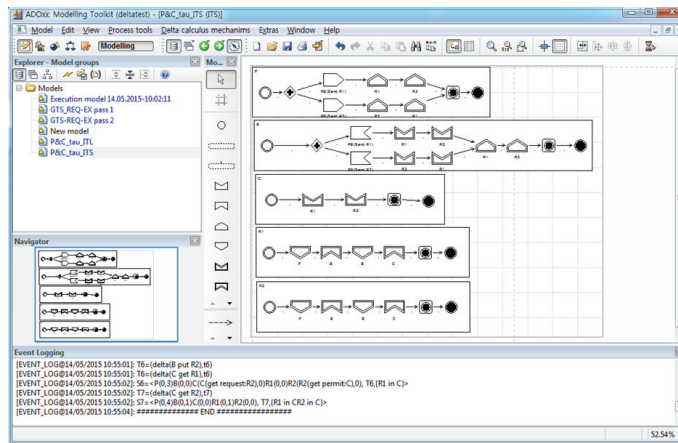 ADOxx: Modelling Toolkit (deltatest) - [P&C_tau_ITS (ITS)]
Model Edit View Process tools Delta calculus mechanims Extras Window Help
Modelling
Explorer - Model groups
Mo...
Models
Execution model 14.05.2015-10:02:11
GTS_REQ-EX pass 1
GTS-REQ-EX pass 2
New model
P&C_tau_ITL
P&C_tau_ITS
P
R1
R2
B
R1
R2
R1
R2
C
R1
R2
R1
P
B
B
C
R2
P
B
B
C
Navigator
Event Logging
[EVENT_LOG@14/05/2015 10:55:01]: T6=(delta(B put R2),t6)
[EVENT_LOG@14/05/2015 10:55:01]: T6=(delta(C get R1),t6)
[EVENT_LOG@14/05/2015 10:55:02]: S6=<P(0,3)B(0,0)C(C(get request:R2),0)R1(0,0)R2(R2(get permit:C),0), T6,{R1 in C}>
[EVENT_LOG@14/05/2015 10:55:02]: T7=(delta(C get R2),t7)
[EVENT_LOG@14/05/2015 10:55:02]: S7=<P(0,4)B(0,1)C(0,0)R1(0,1)R2(0,0), T7,{R1 in CR2 in C}>
[EVENT_LOG@14/05/2015 10:55:04]: ############## END #################
52.54%